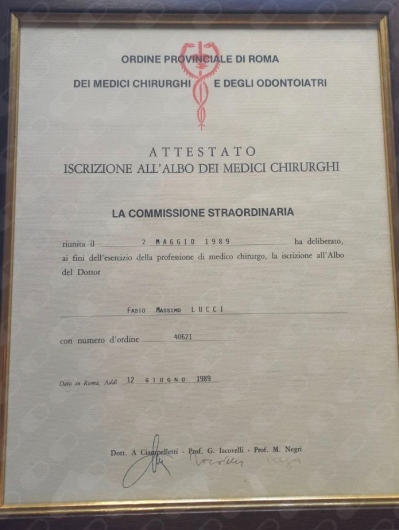 ORDINE PROVINCIALE DI ROMA
DEI MEDICI CHIRURGHI E DEGLI ODONTOIATRI
ATTESTATO
ISCRIZIONE ALL'ALBO DEI MEDICI CHIRURGHI
LA COMMISSIONE STRAORDINARIA
riunita il 2 MAGGIO 1989 ha deliberato,
ai fini dell'esercizio della professione di medico chirurgo, la iscrizione all'Albo
del Dottor
FABIO MASSIMO LUCCI
con numero d'ordine 40621
Dato in Roma, Addì 12 GIUGNO 1989
Dott. A Ciampelletti - Prof. G. Iacovelli - Prof. M. Negri